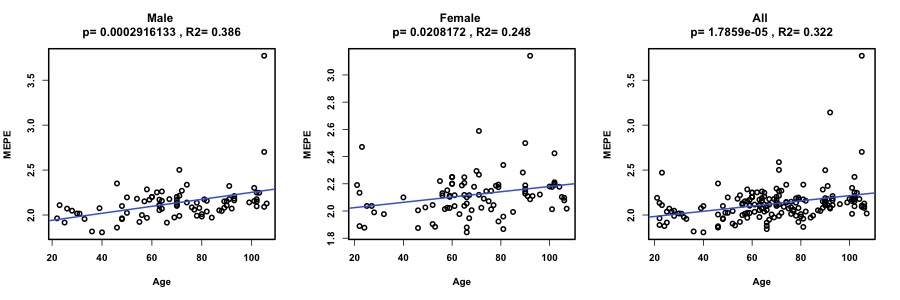 Male
p= 0.0002916133 , R2= 0.386
MEPE
3.5
3.0
2.5
2.0
20 40 60 80 100
Age
Female
p= 0.0208172 , R2= 0.248
MEPE
3.0
2.8
2.6
2.4
2.2
2.0
1.8
20 40 60 80 100
Age
All
p= 1.7859e-05 , R2= 0.322
MEPE
3.5
3.0
2.5
2.0
20 40 60 80 100
Age